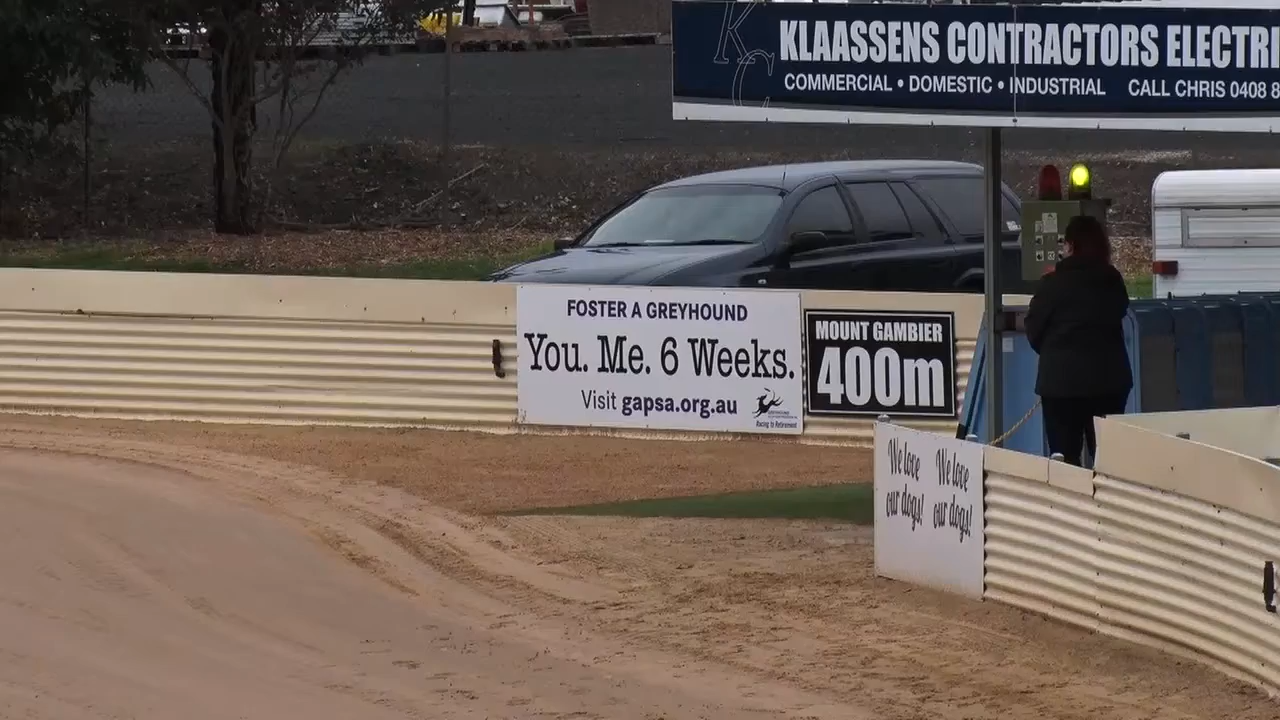 KC
KLAASSENS CONTRACTORS ELECTRI
COMMERCIAL • DOMESTIC • INDUSTRIAL CALL CHRIS 0408 8
FOSTER A GREYHOUND
You. Me. 6 Weeks.
Visit gapsa.org.au
Racing to Retirement
MOUNT GAMBIER
400m
We love
our dogs!
We love
our dogs!